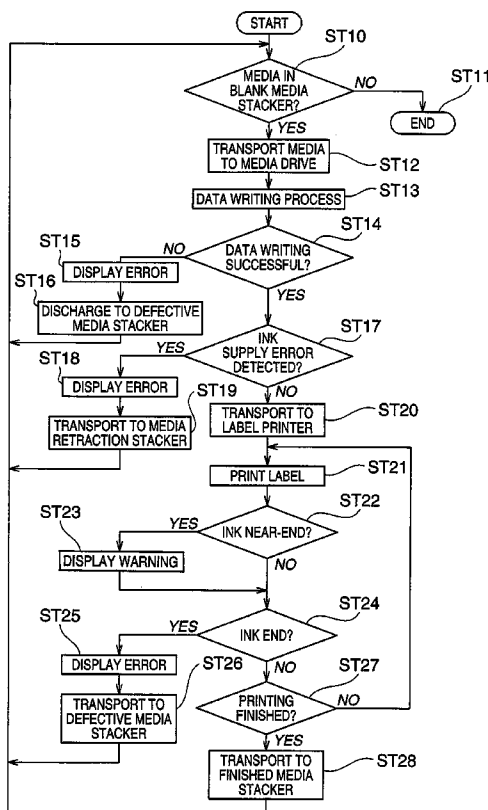 START
ST10
MEDIA IN
BLANK MEDIA
STACKER?
NO
ST11
END
YES
TRANSPORT MEDIA
TO MEDIA DRIVE
ST12
DATA WRITING PROCESS
ST13
ST14
DATA WRITING
SUCCESSFUL?
NO
ST15
DISPLAY ERROR
ST16
DISCHARGE TO DEFECTIVE
MEDIA STACKER
YES
ST17
INK
SUPPLY ERROR
DETECTED?
YES
ST18
DISPLAY ERROR
ST19
TRANSPORT TO MEDIA
RETRACTION STACKER
NO
TRANSPORT TO
LABEL PRINTER
ST20
PRINT LABEL
ST21
ST22
INK NEAR-END?
YES
ST23
DISPLAY WARNING
NO
ST24
INK END?
YES
ST25
DISPLAY ERROR
ST26
TRANSPORT TO
DEFECTIVE MEDIA
STACKER
NO
ST27
PRINTING
FINISHED?
NO
YES
TRANSPORT TO
FINISHED MEDIA
STACKER
ST28